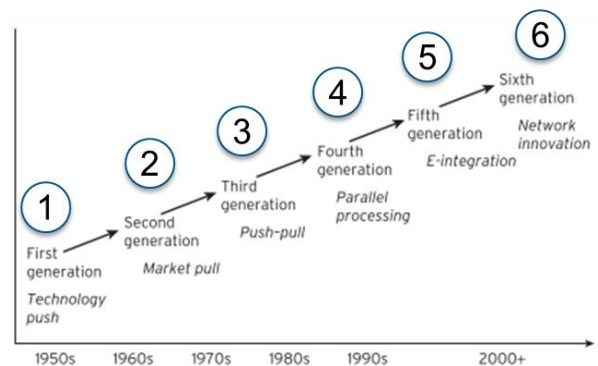 1
First
generation
Technology
push
2
Second
generation
Market pull
3
Third
generation
Push-pull
4
Fourth
generation
Parallel
processing
5
Fifth
generation
E-integration
6
Sixth
generation
Network
innovation
1950s 1960s 1970s 1980s 1990s 2000+